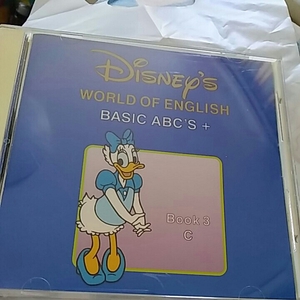 DISNEY'S
WORLD OF ENGLISH
BASIC ABC'S +
Book 3
C